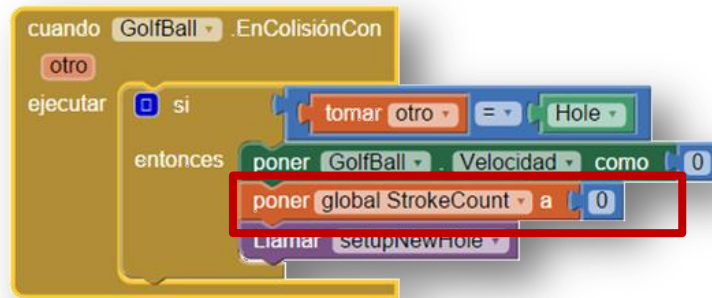 cuando GolfBall .EnColisiónCon
otro
ejecutar si tomar otro = Hole
entonces poner GolfBall . Velocidad como 0
poner global StrokeCount a 0
Llamar setupNewHole